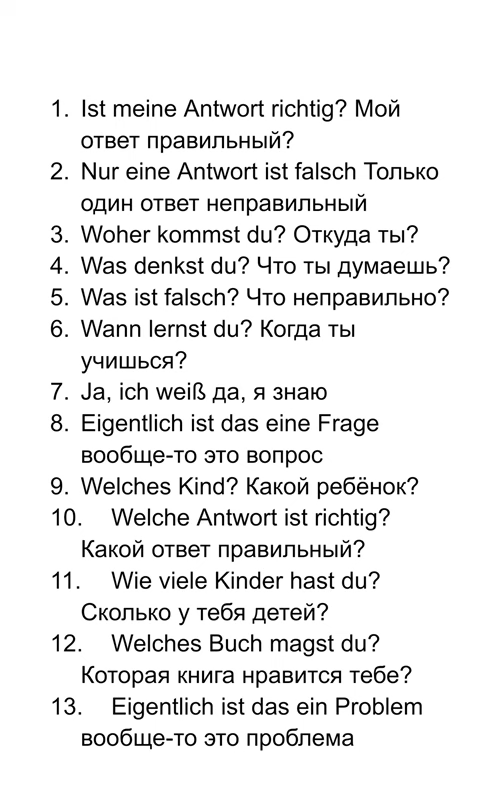 1. Ist meine Antwort richtig? Мой
ответ правильный?
2. Nur eine Antwort ist falsch Только
один ответ неправильный
3. Woher kommst du? Откуда ты?
4. Was denkst du? Что ты думаешь?
5. Was ist falsch? Что неправильно?
6. Wann lernst du? Когда ты
учишься?
7. Ja, ich weiß да, я знаю
8. Eigentlich ist das eine Frage
вообще-то это вопрос
9. Welches Kind? Какой ребёнок?
10. Welche Antwort ist richtig?
Какой ответ правильный?
11. Wie viele Kinder hast du?
Сколько у тебя детей?
12. Welches Buch magst du?
Которая книга нравится тебе?
13. Eigentlich ist das ein Problem
вообще-то это проблема